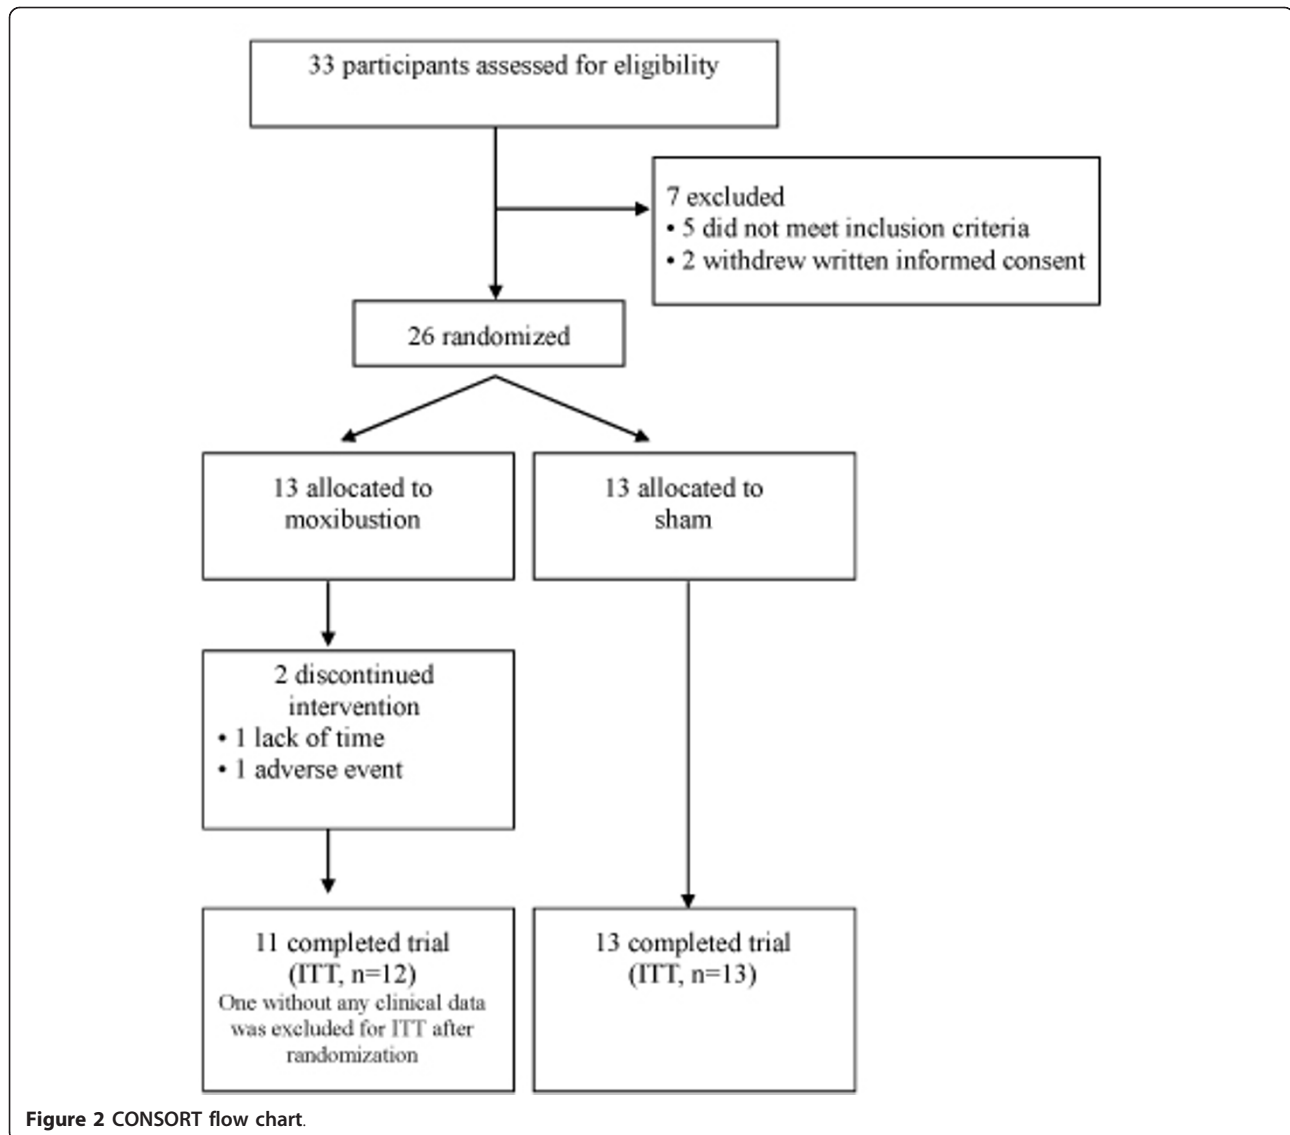 33 participants assessed for eligibility
7 excluded
• 5 did not meet inclusion criteria
• 2 withdrew written informed consent
26 randomized
13 allocated to
moxibustion
13 allocated to
sham
2 discontinued
intervention
• 1 lack of time
• 1 adverse event
11 completed trial
(ITT, n=12)
One without any clinical data
was excluded for ITT after
randomization
13 completed trial
(ITT, n=13)
Figure 2 CONSORT flow chart.